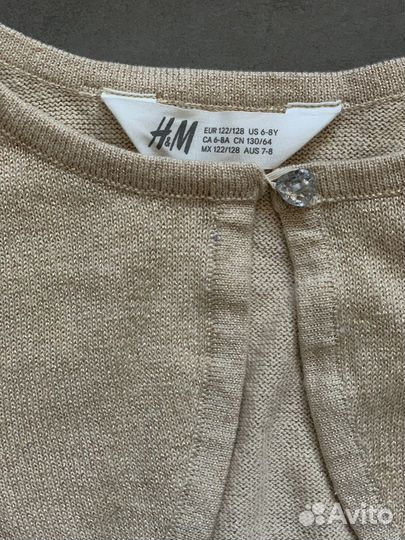 H&M
EUR 122/128 US 6-8Y
CA 6-8A CN 130/64
MX 122/128 AUS 7-8
Avito